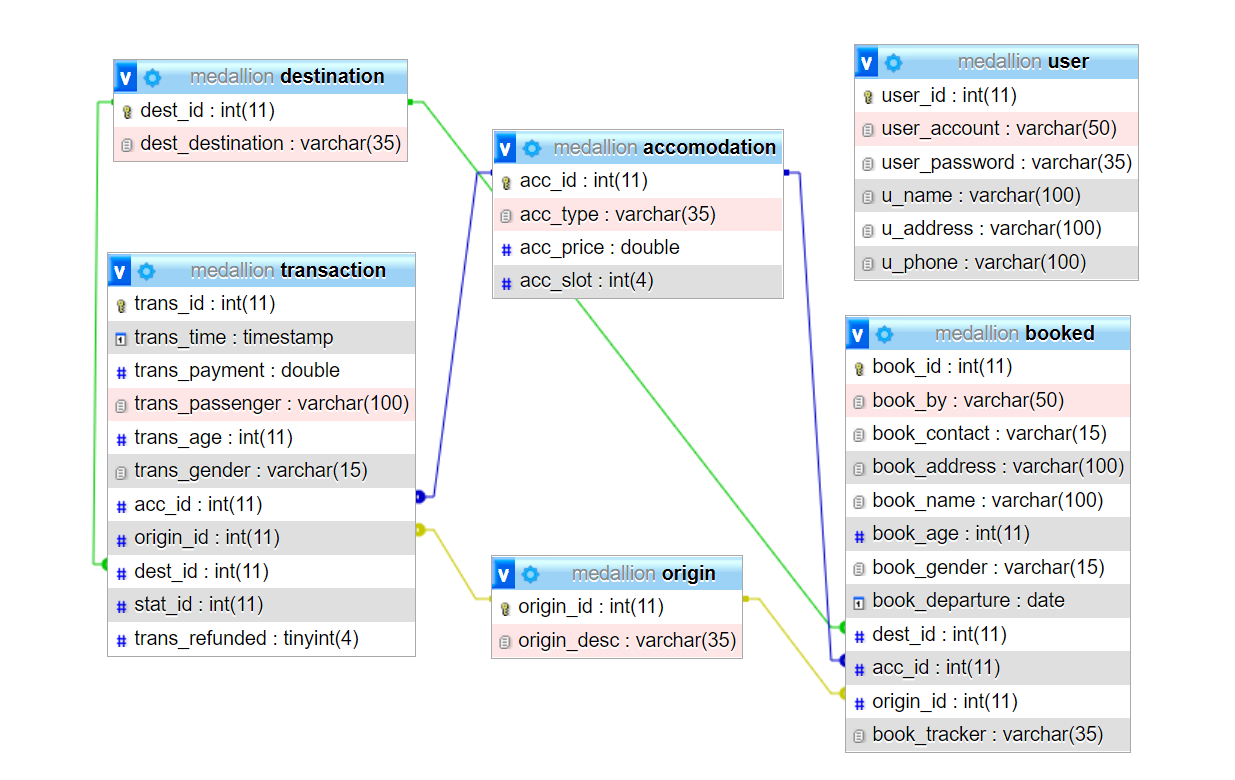 v medallion destination
dest_id : int(11)
dest_destination : varchar(35)
v medallion transaction
trans_id : int(11)
trans_time : timestamp
trans_payment : double
trans_passenger : varchar(100)
trans_age : int(11)
trans_gender : varchar(15)
acc_id : int(11)
origin_id : int(11)
dest_id : int(11)
stat_id : int(11)
trans_refunded : tinyint(4)
v medallion accomodation
acc_id : int(11)
acc_type : varchar(35)
# acc_price : double
# acc_slot : int(4)
v medallion origin
origin_id : int(11)
origin_desc : varchar(35)
v medallion user
user_id : int(11)
user_account : varchar(50)
user_password : varchar(35)
u_name : varchar(100)
u_address : varchar(100)
u_phone : varchar(100)
v medallion booked
book_id : int(11)
book_by : varchar(50)
book_contact : varchar(15)
book_address : varchar(100)
book_name : varchar(100)
# book_age : int(11)
book_gender : varchar(15)
book_departure : date
# dest_id : int(11)
# acc_id : int(11)
# origin_id : int(11)
book_tracker : varchar(35)